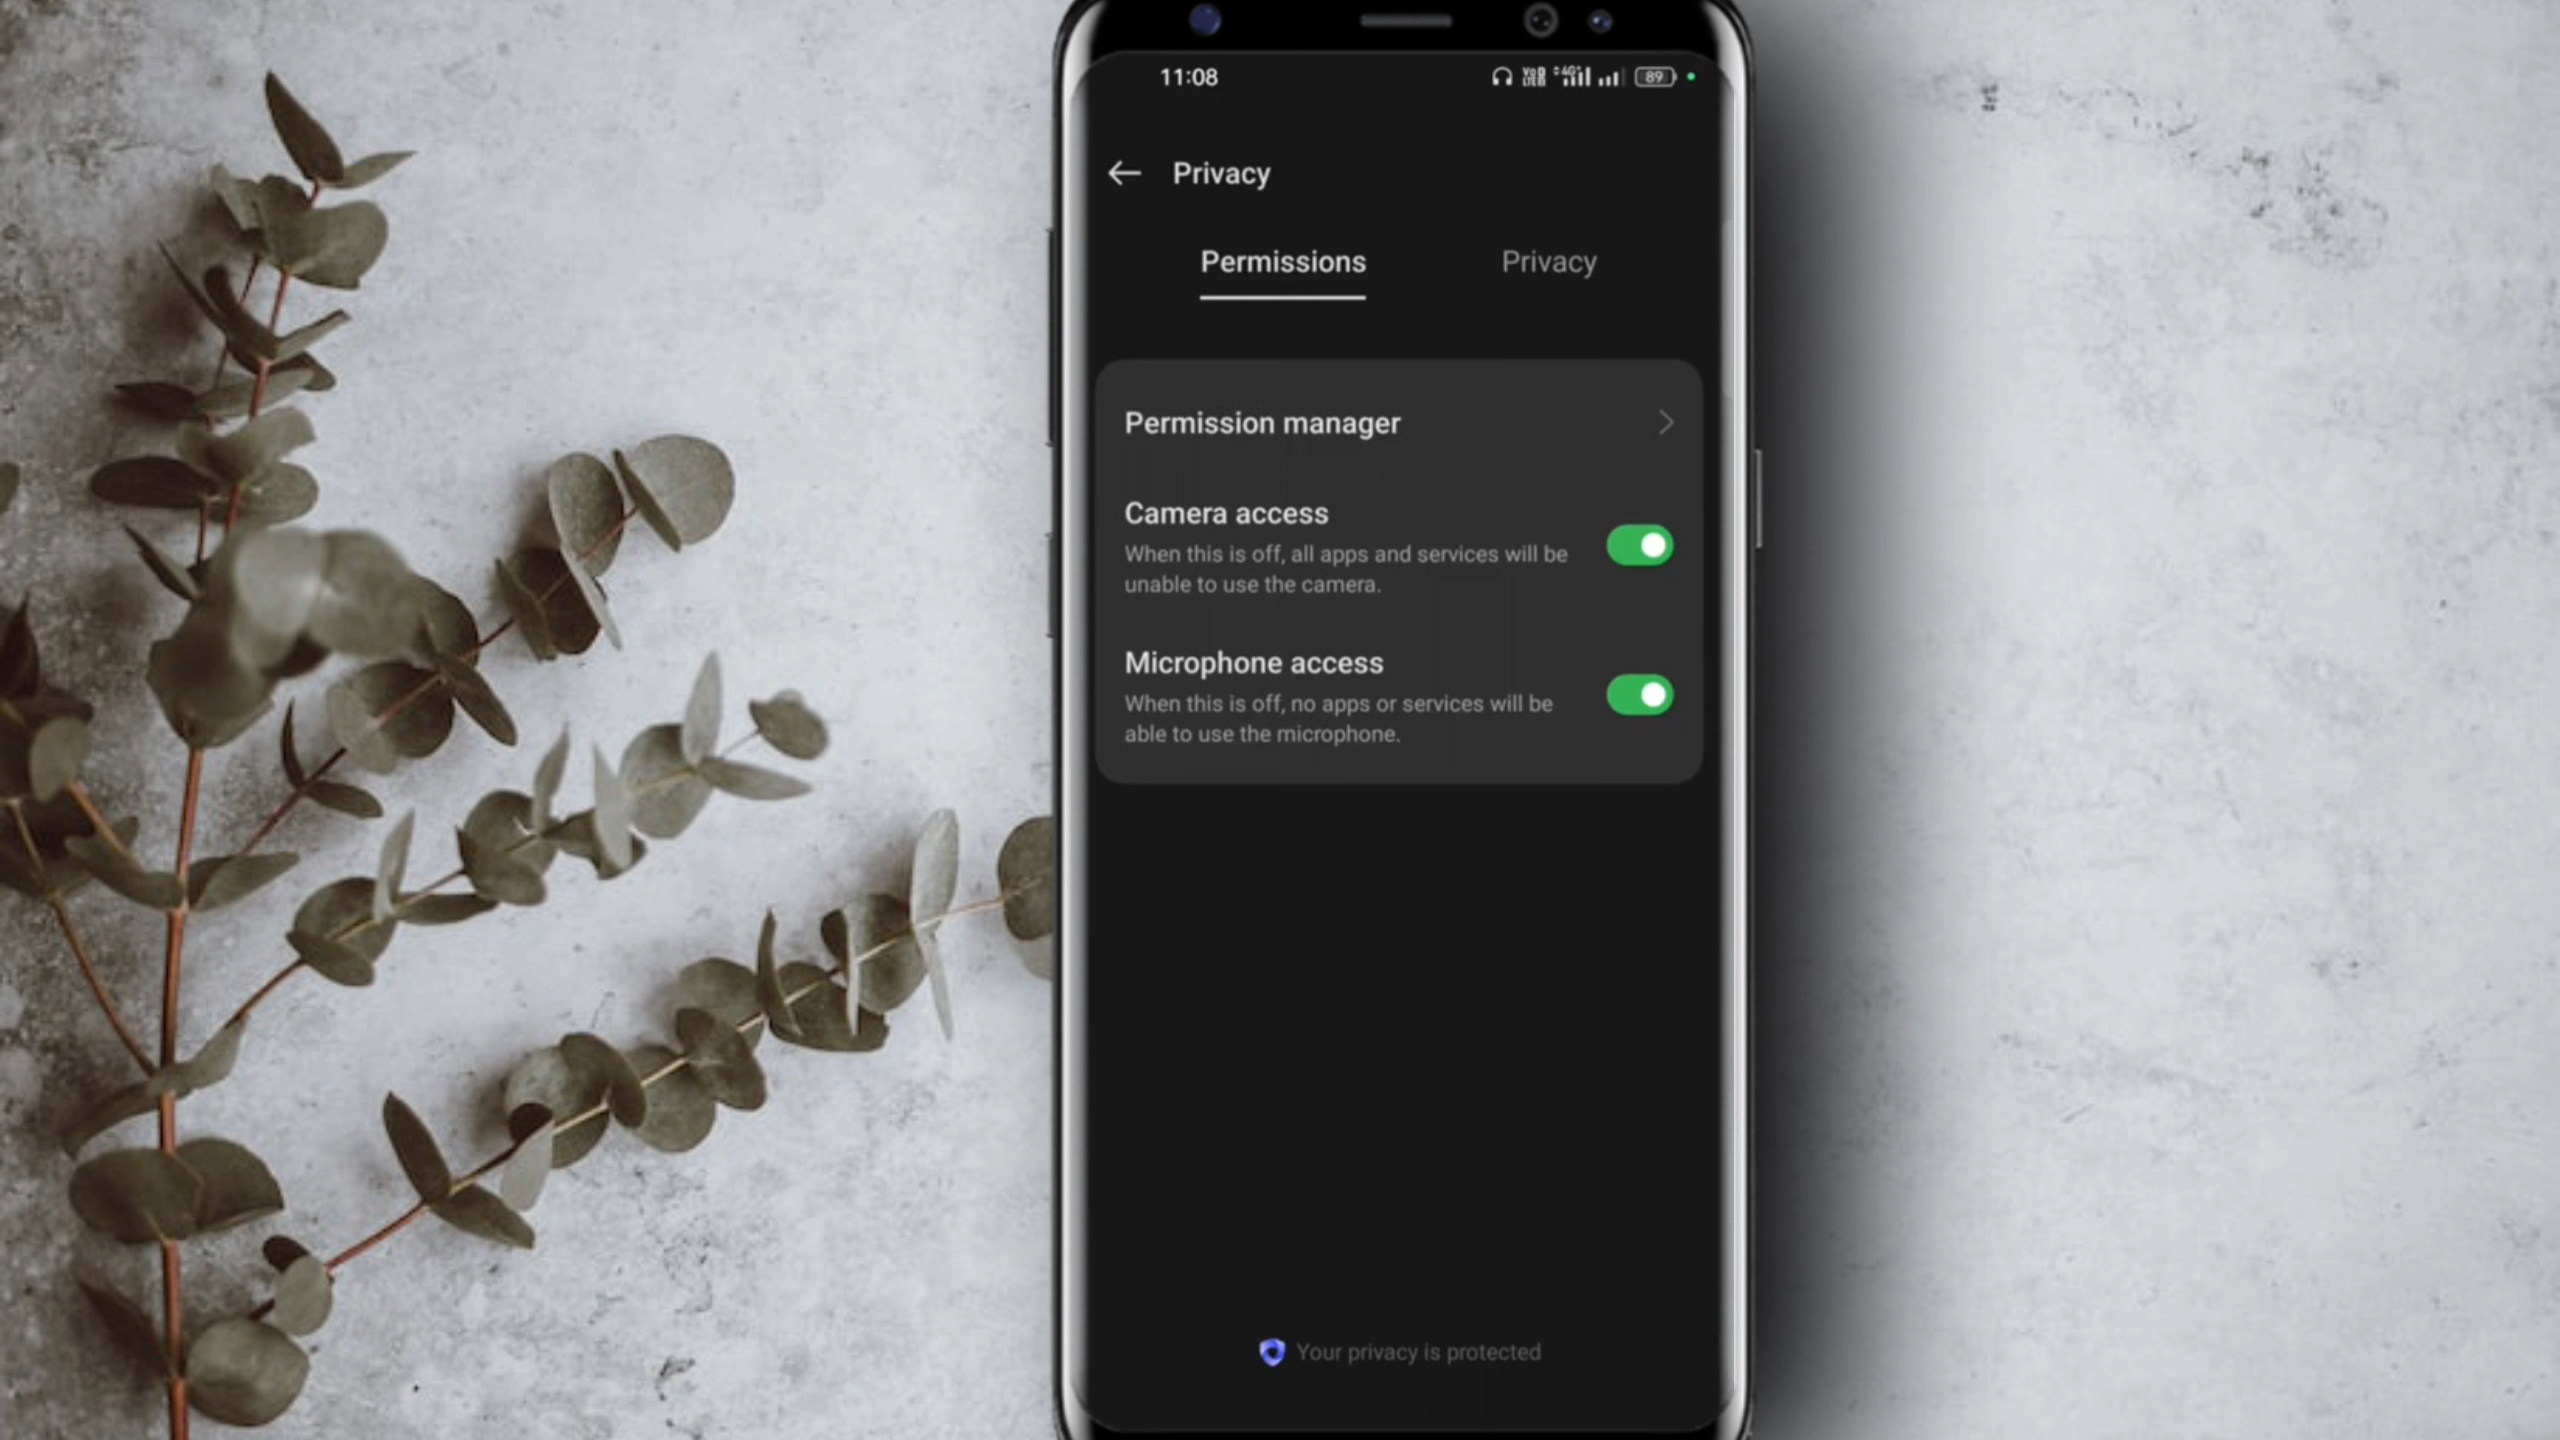 11:08 89
Privacy
Permissions Privacy
Permission manager
Camera access
When this is off, all apps and services will be
unable to use the camera.
Microphone access
When this is off, no apps or services will be
able to use the microphone.
Your privacy is protected